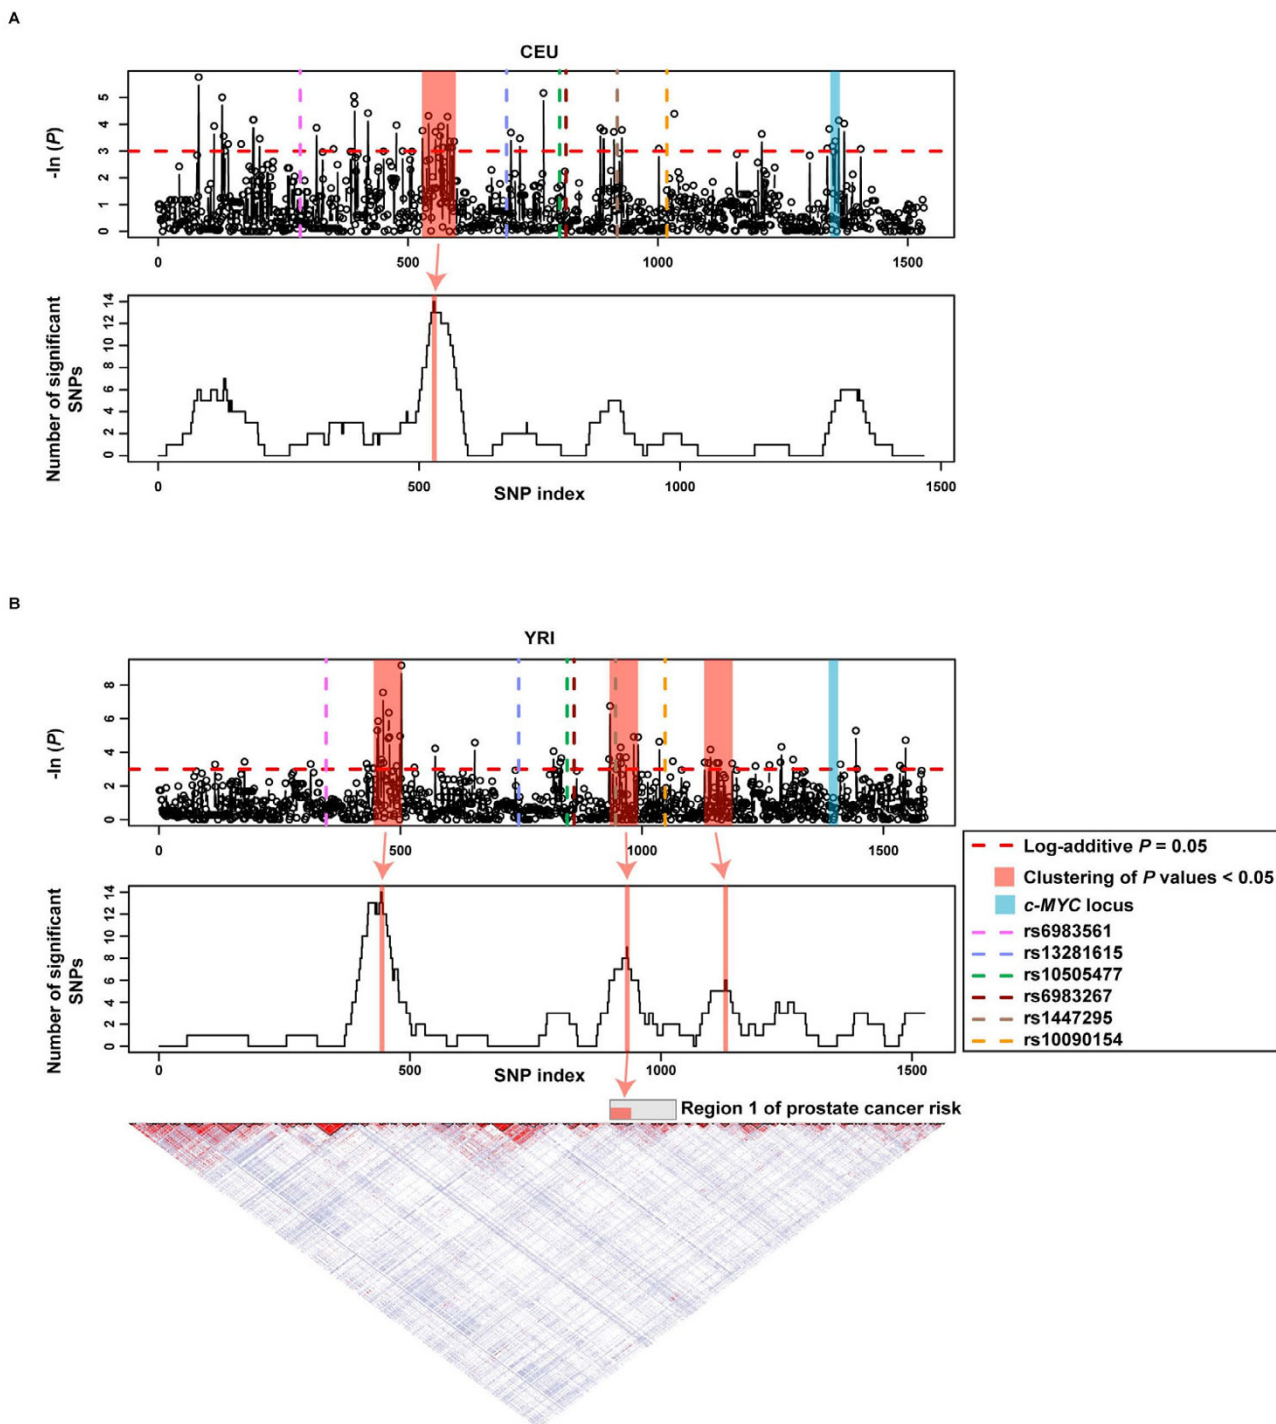 A
CEU
-ln (P)
5
4
3
2
1
0
0 500 1000 1500
Number of significant
SNPs
14
12
10
8
6
4
2
0
0 500 1000 1500
SNP index
B
YRI
-ln (P)
8
6
4
2
0
0 500 1000 1500
Number of significant
SNPs
14
12
10
8
6
4
2
0
0 500 1000 1500
SNP index
Log-additive P = 0.05
Clustering of P values < 0.05
c-MYC locus
rs6983561
rs13281615
rs10505477
rs6983267
rs1447295
rs10090154
Region 1 of prostate cancer risk